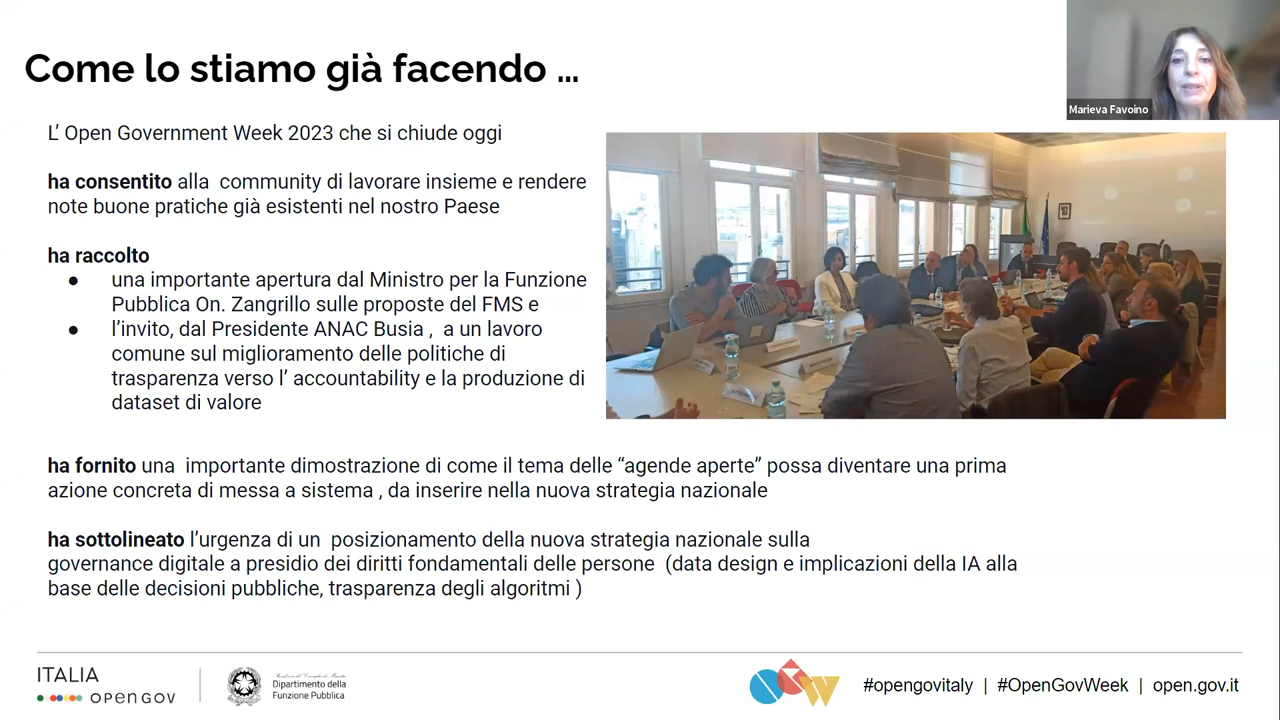 Come lo stiamo già facendo ...
Marieva Favoino
L’ Open Government Week 2023 che si chiude oggi
ha consentito alla community di lavorare insieme e rendere
note buone pratiche già esistenti nel nostro Paese
ha raccolto
● una importante apertura dal Ministro per la Funzione
Pubblica On. Zangrillo sulle proposte del FMS e
● l’invito, dal Presidente ANAC Busia , a un lavoro
comune sul miglioramento delle politiche di
trasparenza verso l’ accountability e la produzione di
dataset di valore
ha fornito una importante dimostrazione di come il tema delle “agende aperte” possa diventare una prima
azione concreta di messa a sistema , da inserire nella nuova strategia nazionale
ha sottolineato l’urgenza di un posizionamento della nuova strategia nazionale sulla
governance digitale a presidio dei diritti fondamentali delle persone (data design e implicazioni della IA alla
base delle decisioni pubbliche, trasparenza degli algoritmi )
ITALIA
open gov
Dipartimento della
Funzione Pubblica
OGW
#opengovitaly | #OpenGovWeek | open.gov.it